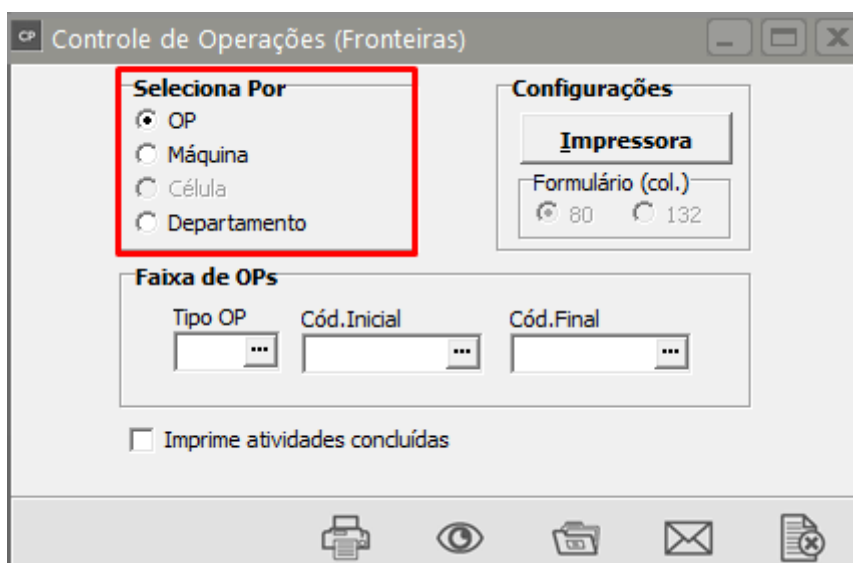 CP Controle de Operações (Fronteiras)
Seleciona Por
OP
Máquina
Célula
Departamento
Configurações
Impressora
Formulário (col.)
80 132
Faixa de OPs
Tipo OP Cód.Inicial Cód.Final
... ... ...
Imprime atividades concluídas